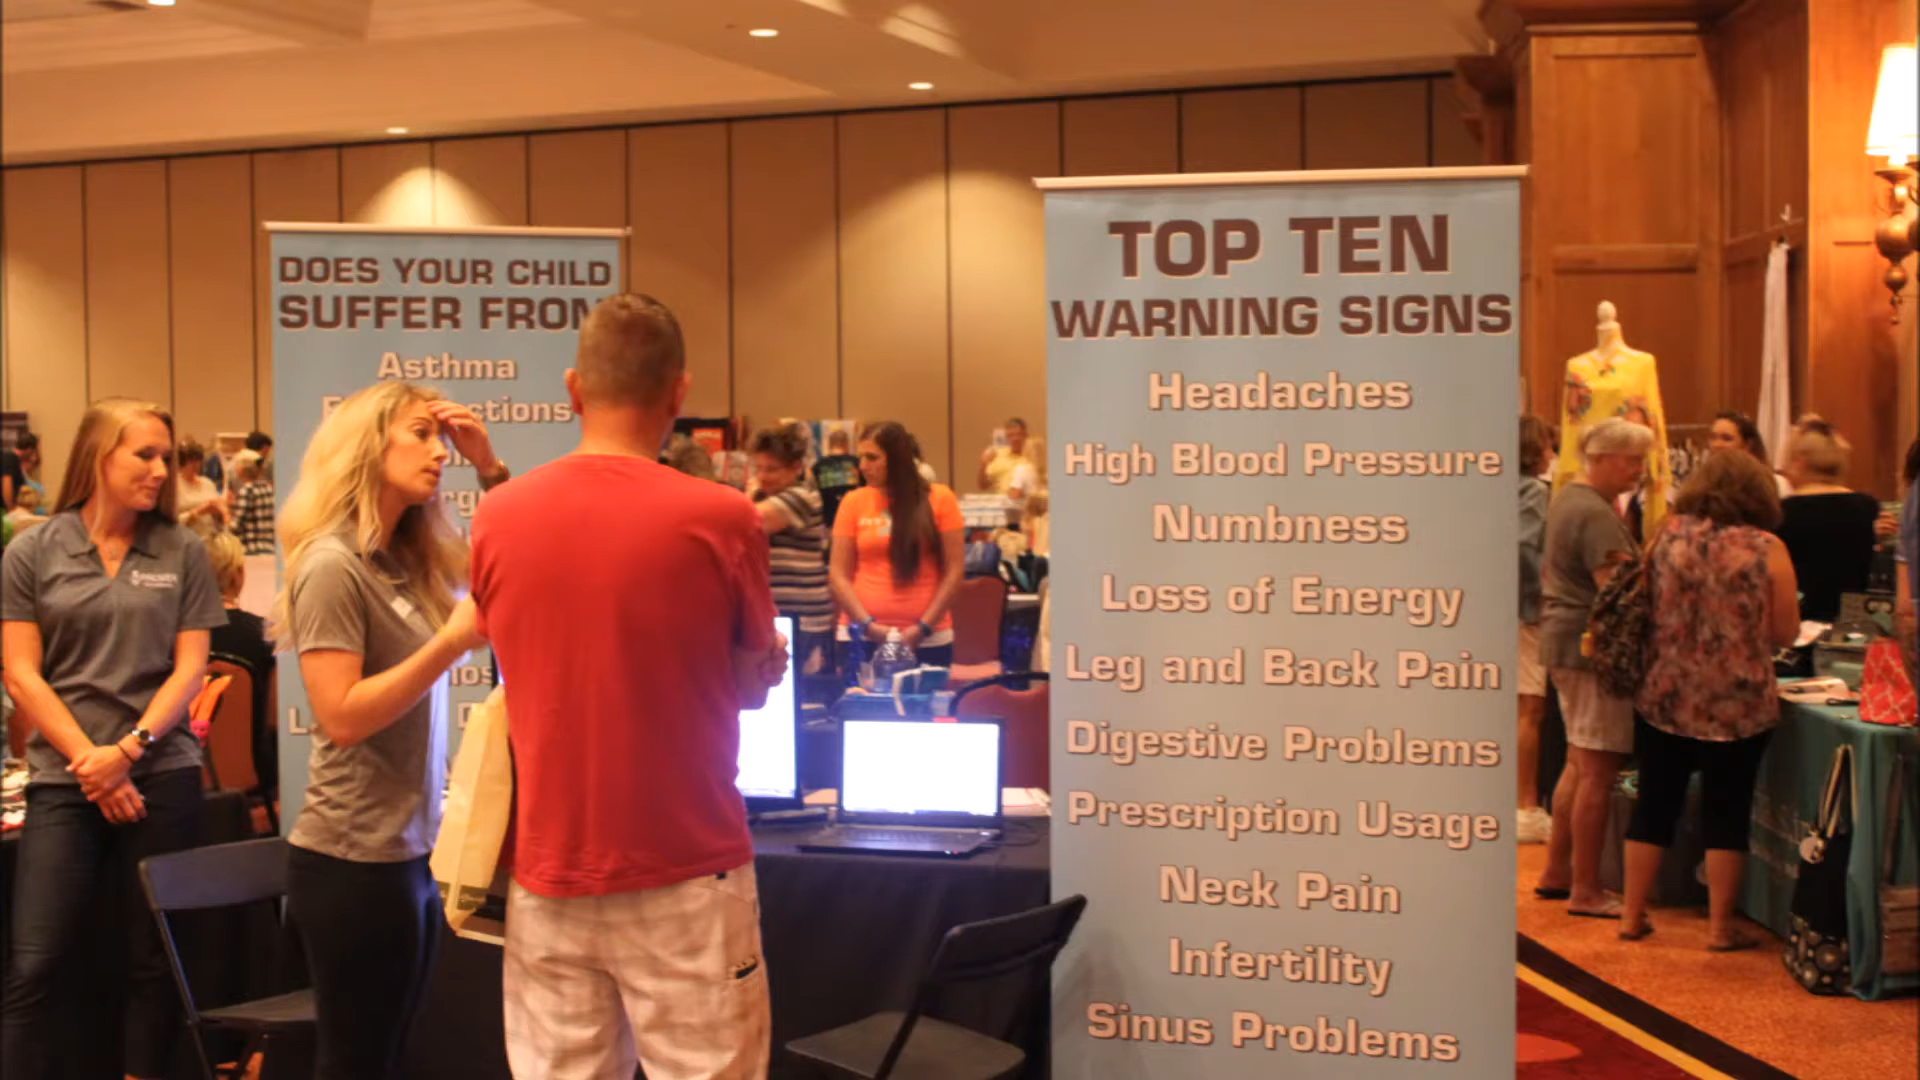 DOES YOUR CHILD
SUFFER FROM
Asthma
TOP TEN
WARNING SIGNS
Headaches
High Blood Pressure
Numbness
Loss of Energy
Leg and Back Pain
Digestive Problems
Prescription Usage
Neck Pain
Infertility
Sinus Problems
PALMER